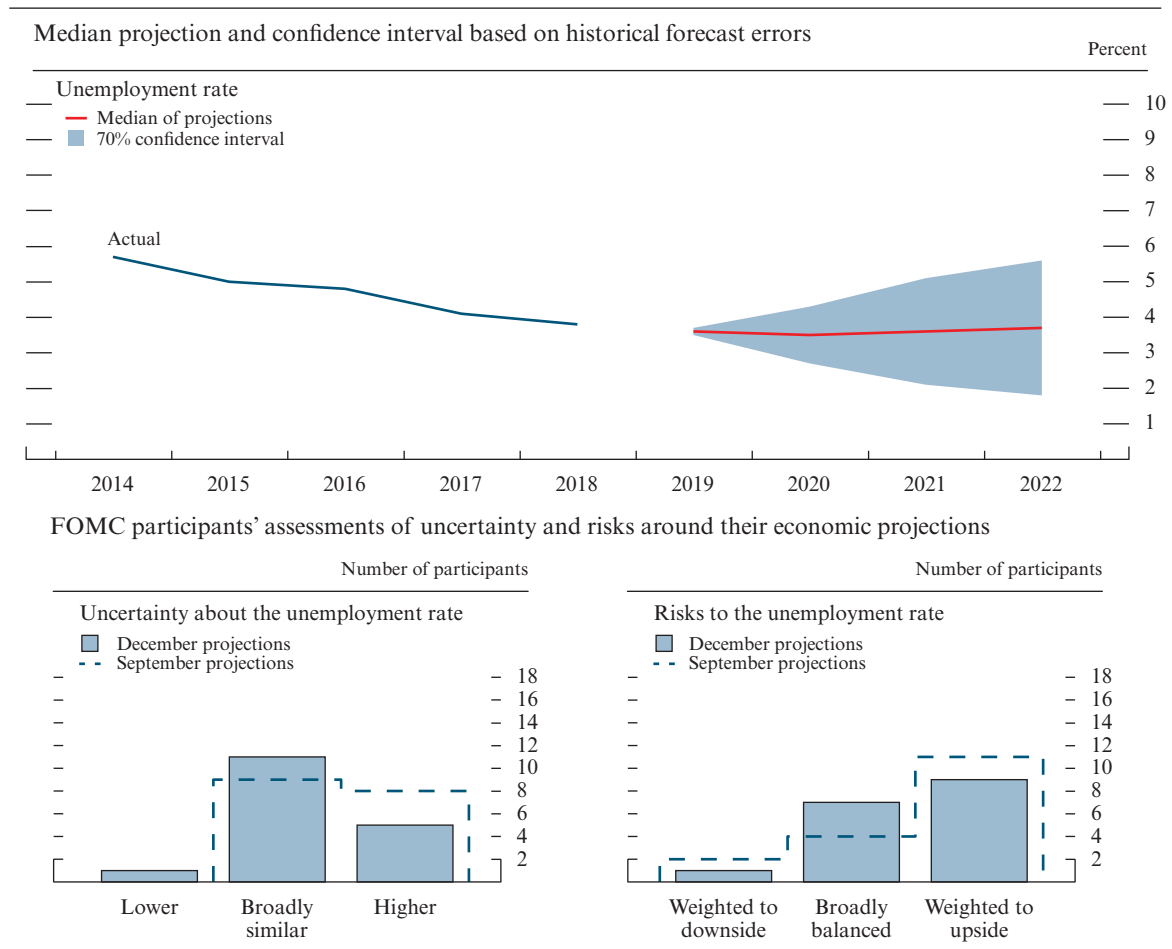 Median projection and confidence interval based on historical forecast errors
Percent
Unemployment rate
Median of projections
70% confidence interval
10
9
8
7
6
5
4
3
2
1
Actual
2014 2015 2016 2017 2018 2019 2020 2021 2022
FOMC participants’ assessments of uncertainty and risks around their economic projections
Number of participants
Uncertainty about the unemployment rate
December projections
September projections
18
16
14
12
10
8
6
4
2
Lower
Broadly
similar
Higher
Number of participants
Risks to the unemployment rate
December projections
September projections
18
16
14
12
10
8
6
4
2
Weighted to
downside
Broadly
balanced
Weighted to
upside